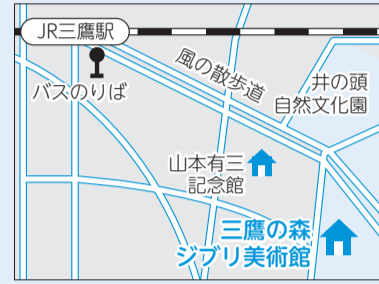 JR三鷹駅
バスのりば
風の散歩道
井の頭
自然文化園
山本有三
記念館
三鷹の森
ジブリ美術館